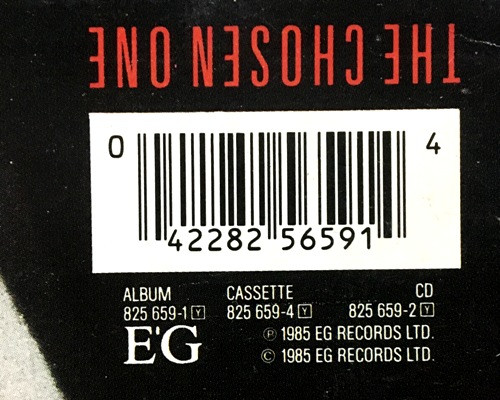 THE CHOSEN ONE
0 42282 56591 4
ALBUM CASSETTE CD
825 659-1 Y 825 659-4 Y 825 659-2 Y
E'G
℗ 1985 EG RECORDS LTD.
© 1985 EG RECORDS LTD.